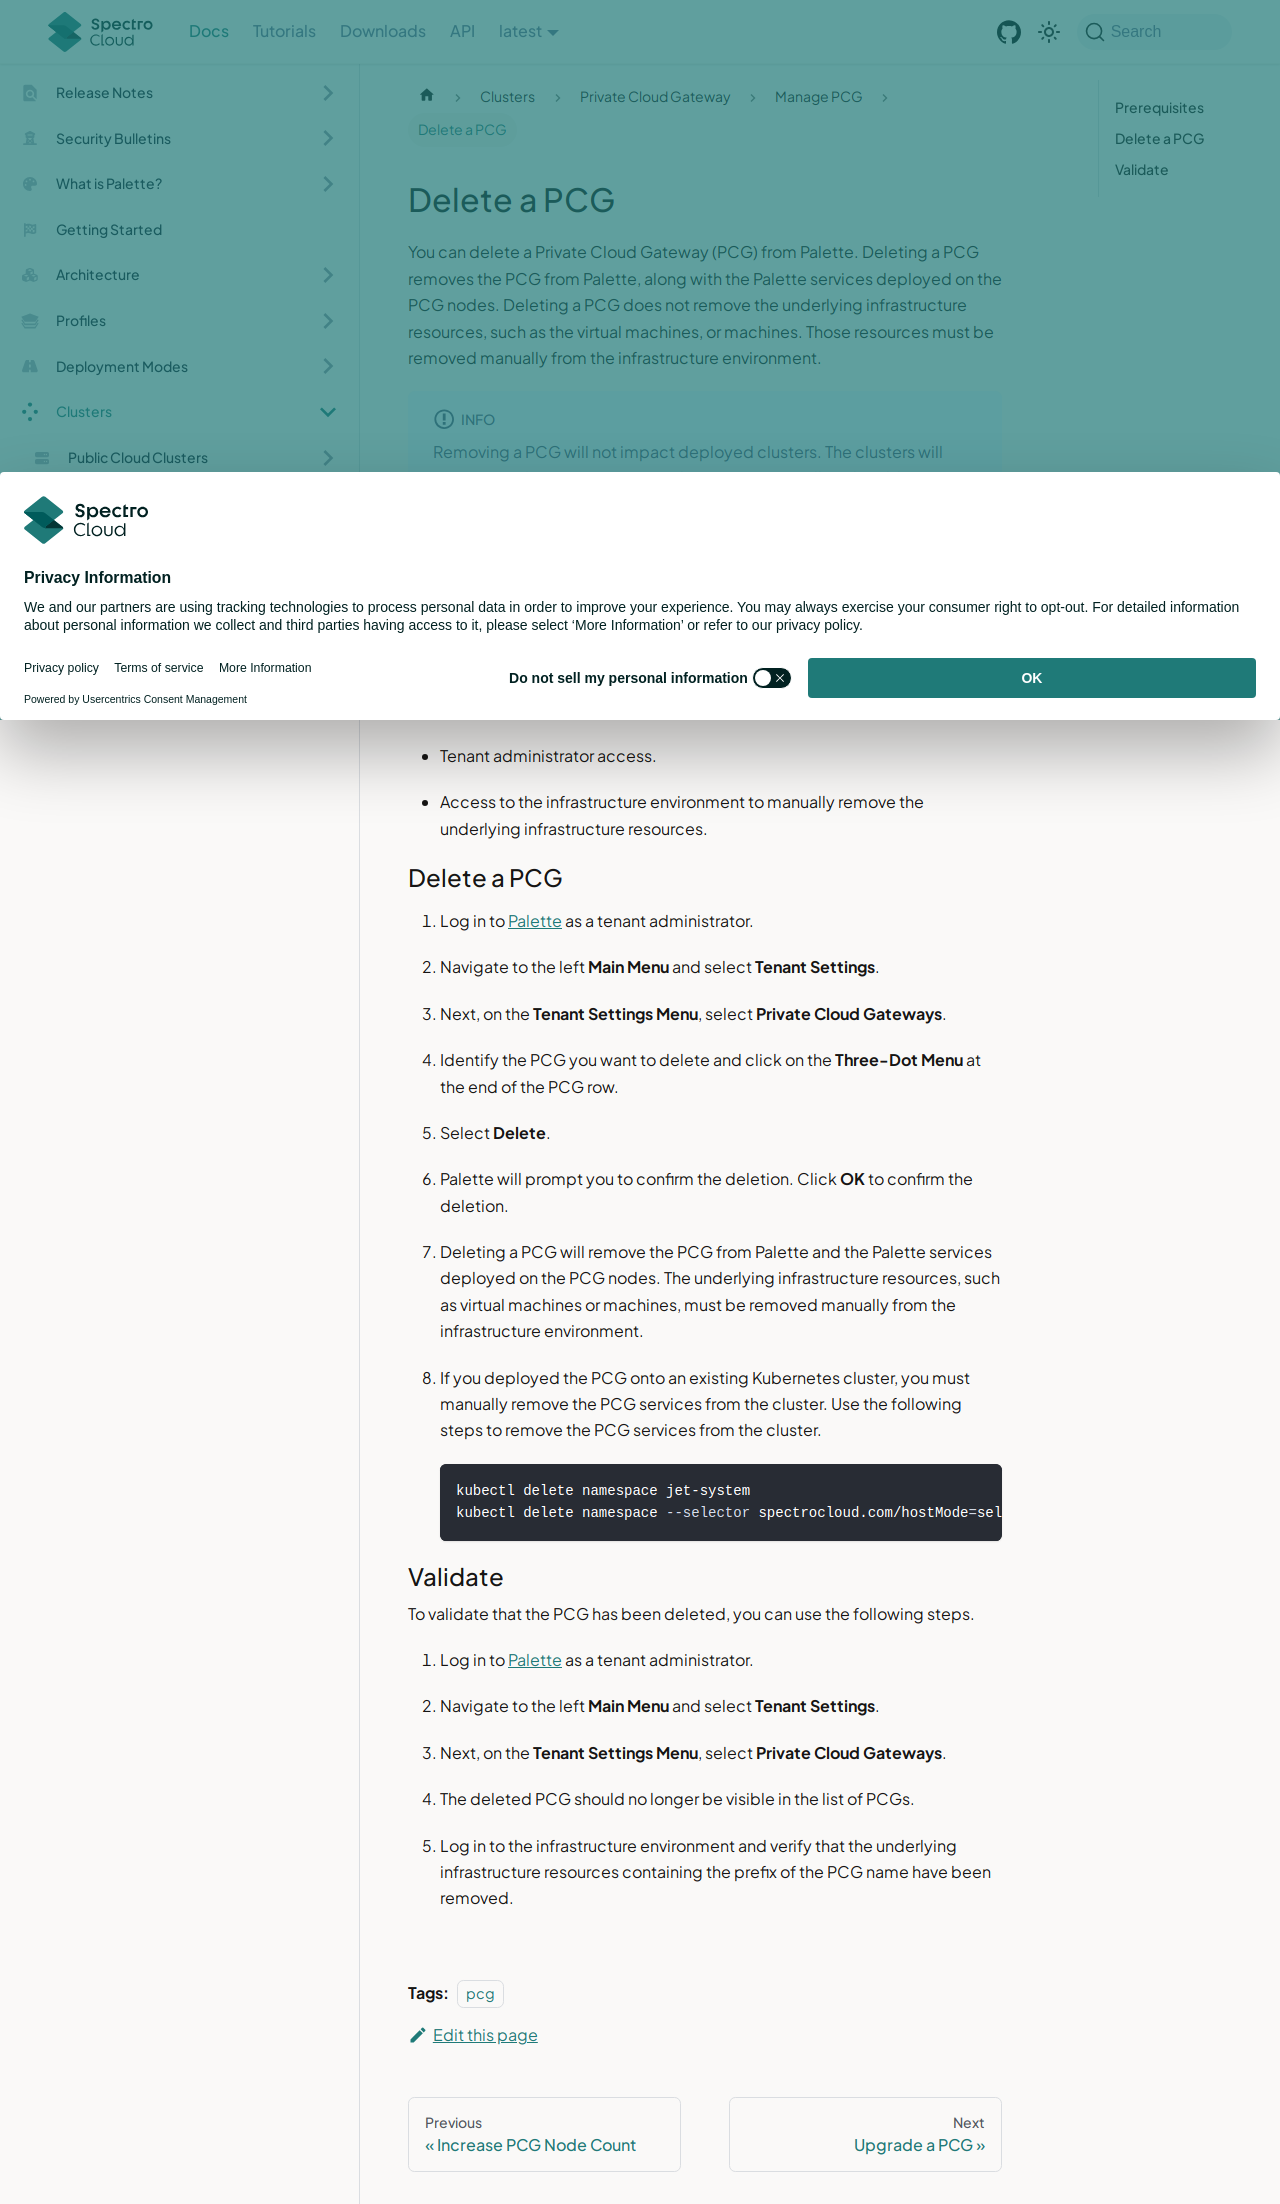 Spectro Cloud
Docs Tutorials Downloads API latest Search
Release Notes
Security Bulletins
What is Palette?
Getting Started
Architecture
Profiles
Deployment Modes
Clusters
Public Cloud Clusters
Clusters Private Cloud Gateway Manage PCG
Delete a PCG
Prerequisites
Delete a PCG
Validate
Delete a PCG
You can delete a Private Cloud Gateway (PCG) from Palette. Deleting a PCG
removes the PCG from Palette, along with the Palette services deployed on the
PCG nodes. Deleting a PCG does not remove the underlying infrastructure
resources, such as the virtual machines, or machines. Those resources must be
removed manually from the infrastructure environment.
INFO
Removing a PCG will not impact deployed clusters. The clusters will
Spectro
Cloud
Privacy Information
We and our partners are using tracking technologies to process personal data in order to improve your experience. You may always exercise your consumer right to opt-out. For detailed information
about personal information we collect and third parties having access to it, please select ‘More Information’ or refer to our privacy policy.
Privacy policy Terms of service More Information
Powered by Usercentrics Consent Management
Do not sell my personal information
OK
• Tenant administrator access.
• Access to the infrastructure environment to manually remove the
underlying infrastructure resources.
Delete a PCG
1. Log in to Palette as a tenant administrator.
2. Navigate to the left Main Menu and select Tenant Settings.
3. Next, on the Tenant Settings Menu, select Private Cloud Gateways.
4. Identify the PCG you want to delete and click on the Three-Dot Menu at
the end of the PCG row.
5. Select Delete.
6. Palette will prompt you to confirm the deletion. Click OK to confirm the
deletion.
7. Deleting a PCG will remove the PCG from Palette and the Palette services
deployed on the PCG nodes. The underlying infrastructure resources, such
as virtual machines or machines, must be removed manually from the
infrastructure environment.
8. If you deployed the PCG onto an existing Kubernetes cluster, you must
manually remove the PCG services from the cluster. Use the following
steps to remove the PCG services from the cluster.
kubectl delete namespace jet-system
kubectl delete namespace --selector spectrocloud.com/hostMode=sel
Validate
To validate that the PCG has been deleted, you can use the following steps.
1. Log in to Palette as a tenant administrator.
2. Navigate to the left Main Menu and select Tenant Settings.
3. Next, on the Tenant Settings Menu, select Private Cloud Gateways.
4. The deleted PCG should no longer be visible in the list of PCGs.
5. Log in to the infrastructure environment and verify that the underlying
infrastructure resources containing the prefix of the PCG name have been
removed.
Tags: pcg
Edit this page
Previous
« Increase PCG Node Count
Next
Upgrade a PCG »